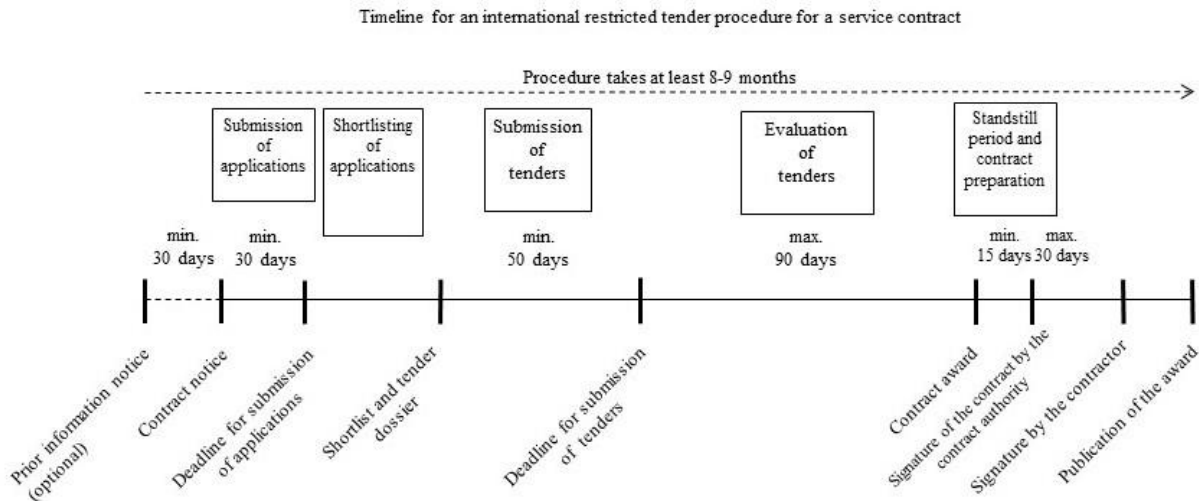 Timeline for an international restricted tender procedure for a service contract
Procedure takes at least 8-9 months
Submission
of
applications
Shortlisting
of
applications
Submission
of
tenders
Evaluation
of
tenders
Standstill
period and
contract
preparation
min.
30 days
min.
30 days
min.
50 days
max.
90 days
min.
15 days
max.
30 days
Prior information notice
(optional)
Contract notice
Deadline for submission
of applications
Shortlist and tender
dossier
Deadline for submission
of tenders
Contract award
Signature of the contract by the
contract authority
Signature by the contractor
Publication of the award